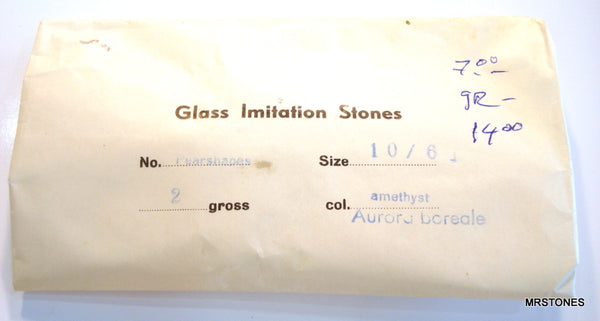 7.00
gR –
14.00
Glass Imitation Stones
No. Pearshapes Size 10/6
2 gross col. amethyst
Aurora boreale
MRSTONES